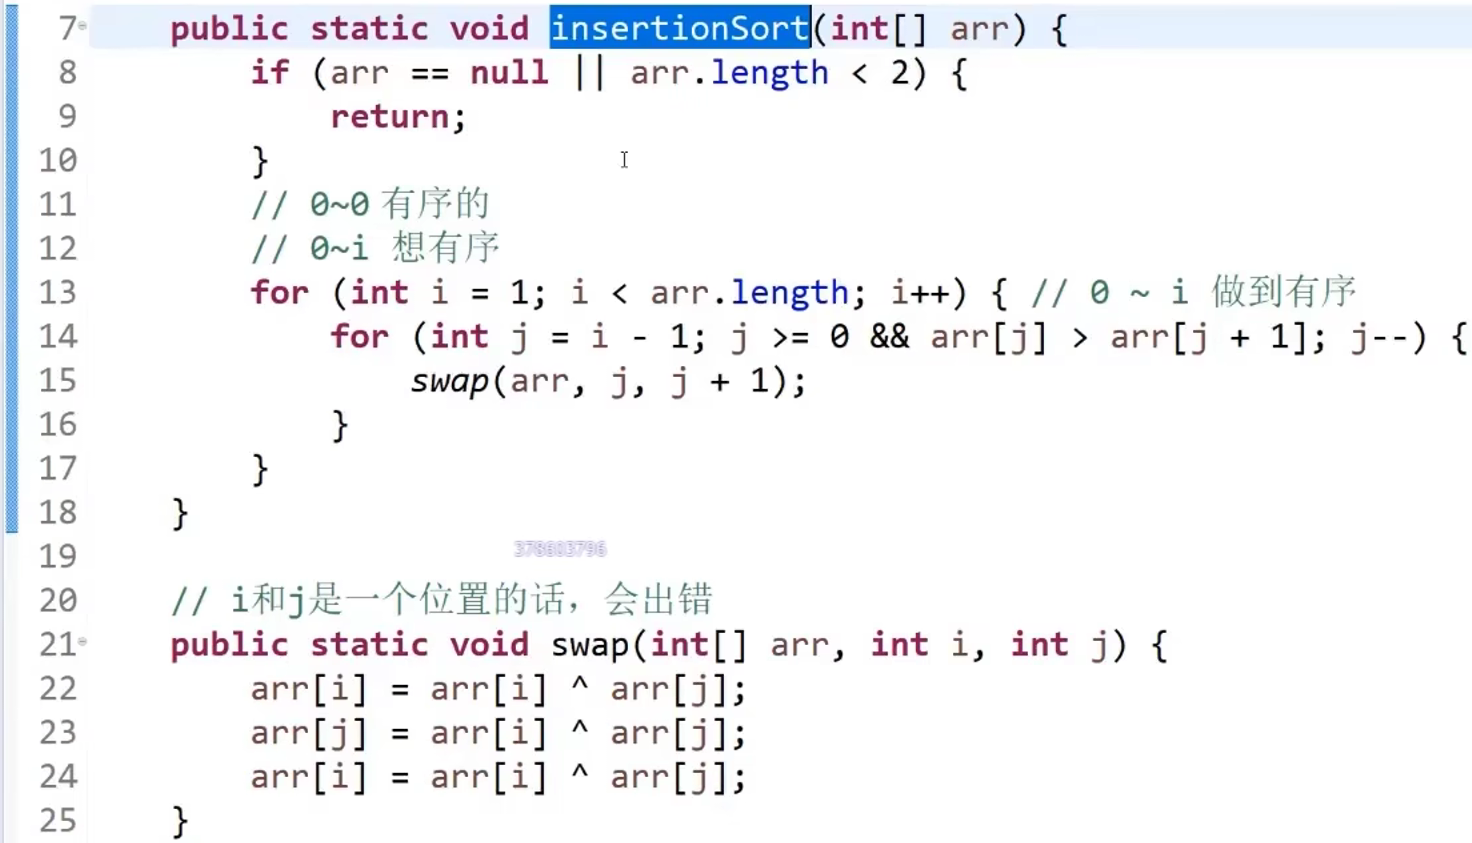 7 public static void insertionSort(int[] arr) {
8 if (arr == null || arr.length < 2) {
9 return;
10 }
11 // 0~0 有序的
12 // 0~i 想有序
13 for (int i = 1; i < arr.length; i++) { // 0 ~ i 做到有序
14 for (int j = i - 1; j >= 0 && arr[j] > arr[j + 1]; j--) {
15 swap(arr, j, j + 1);
16 }
17 }
18 }
19
378603796
20 // i和j是一个位置的话，会出错
21 public static void swap(int[] arr, int i, int j) {
22 arr[i] = arr[i] ^ arr[j];
23 arr[j] = arr[i] ^ arr[j];
24 arr[i] = arr[i] ^ arr[j];
25 }